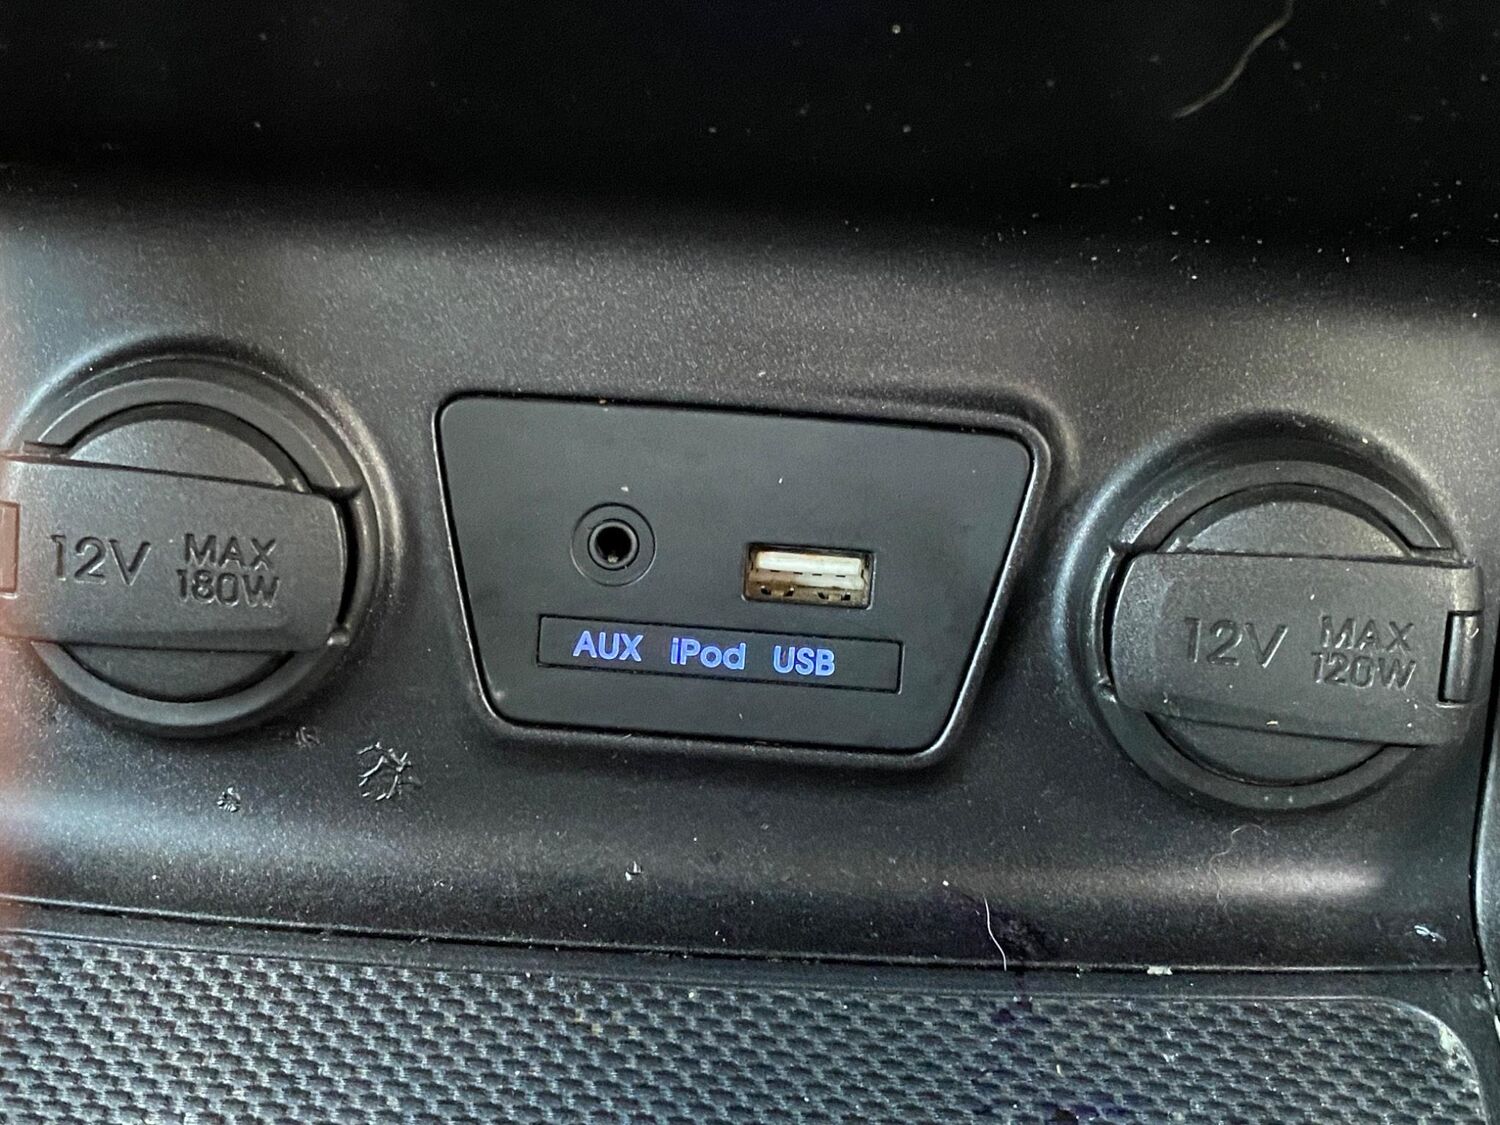 12V MAX
180W
AUX iPod USB
12V MAX
120W